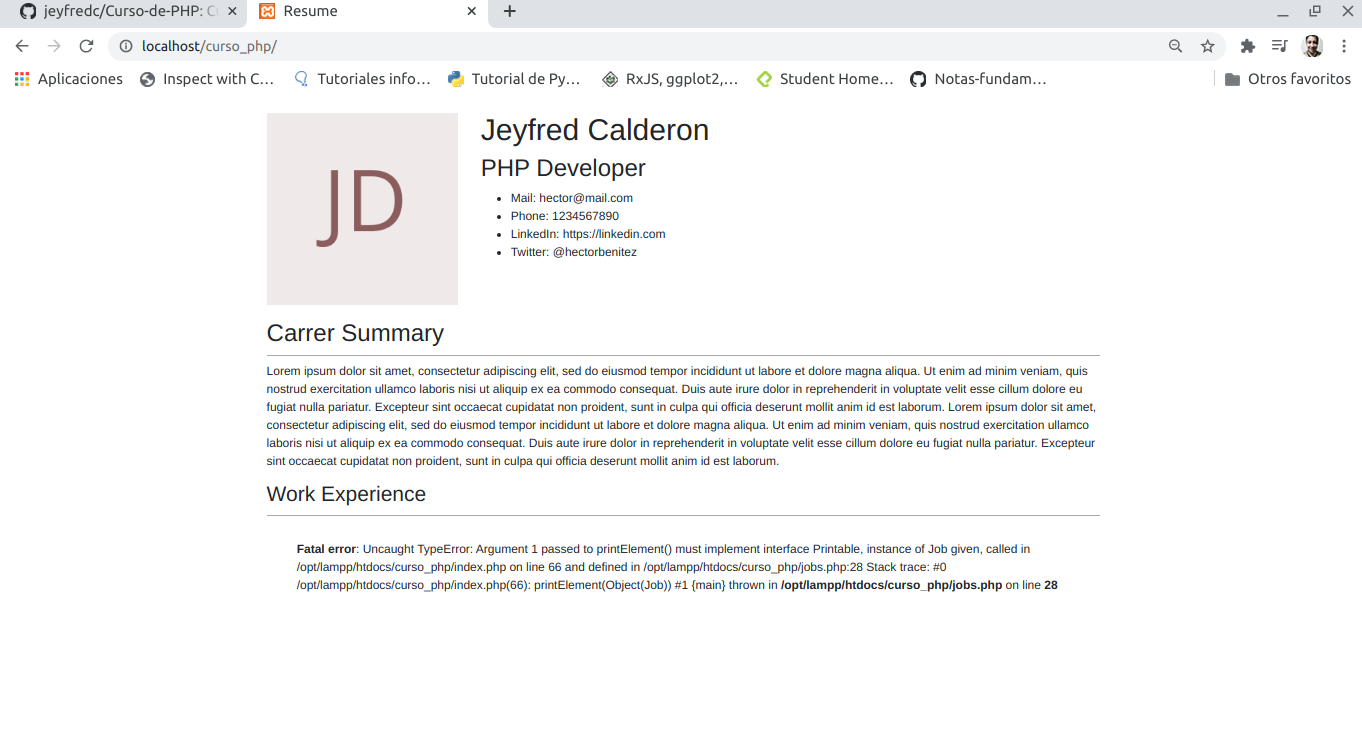 jeyfredc/Curso-de-PHP: C
Resume
localhost/curso_php/
Aplicaciones
Inspect with C...
Tutoriales info...
Tutorial de Py...
RxJS, ggplot2,...
Student Home...
Notas-fundam...
Otros favoritos
JD
Jeyfred Calderon
PHP Developer
Mail: hector@mail.com
Phone: 1234567890
LinkedIn: https://linkedin.com
Twitter: @hectorbenitez
Carrer Summary
Lorem ipsum dolor sit amet, consectetur adipiscing elit, sed do eiusmod tempor incididunt ut labore et dolore magna aliqua. Ut enim ad minim veniam, quis
nostrud exercitation ullamco laboris nisi ut aliquip ex ea commodo consequat. Duis aute irure dolor in reprehenderit in voluptate velit esse cillum dolore eu
fugiat nulla pariatur. Excepteur sint occaecat cupidatat non proident, sunt in culpa qui officia deserunt mollit anim id est laborum. Lorem ipsum dolor sit amet,
consectetur adipiscing elit, sed do eiusmod tempor incididunt ut labore et dolore magna aliqua. Ut enim ad minim veniam, quis nostrud exercitation ullamco
laboris nisi ut aliquip ex ea commodo consequat. Duis aute irure dolor in reprehenderit in voluptate velit esse cillum dolore eu fugiat nulla pariatur. Excepteur
sint occaecat cupidatat non proident, sunt in culpa qui officia deserunt mollit anim id est laborum.
Work Experience
Fatal error: Uncaught TypeError: Argument 1 passed to printElement() must implement interface Printable, instance of Job given, called in
/opt/lampp/htdocs/curso_php/index.php on line 66 and defined in /opt/lampp/htdocs/curso_php/jobs.php:28 Stack trace: #0
/opt/lampp/htdocs/curso_php/index.php(66): printElement(Object(Job)) #1 {main} thrown in /opt/lampp/htdocs/curso_php/jobs.php on line 28